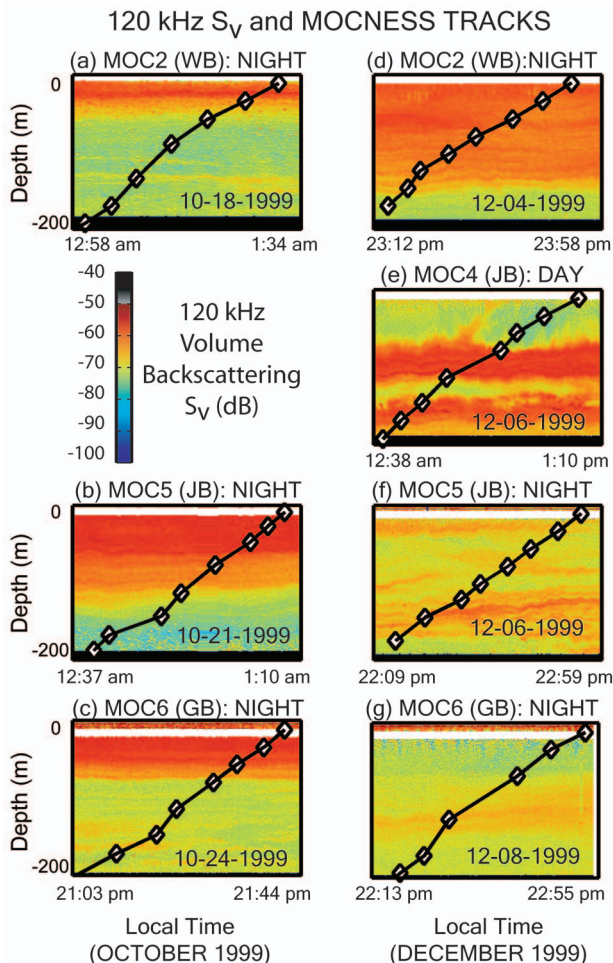 120 kHz SV and MOCNESS TRACKS
(a) MOC2 (WB): NIGHT
(d) MOC2 (WB):NIGHT
0
Depth (m)
-200
10-18-1999
12-04-1999
12:58 am
1:34 am
23:12 pm
23:58 pm
(e) MOC4 (JB): DAY
-40
-50
-60
-70
-80
-90
-100
120 kHz
Volume
Backscattering
SV (dB)
12-06-1999
12:38 am
1:10 pm
(b) MOC5 (JB): NIGHT
(f) MOC5 (JB): NIGHT
0
Depth (m)
-200
10-21-1999
12-06-1999
12:37 am
1:10 am
22:09 pm
22:59 pm
(c) MOC6 (GB): NIGHT
(g) MOC6 (GB): NIGHT
0
Depth (m)
-200
10-24-1999
12-08-1999
21:03 pm
21:44 pm
22:13 pm
22:55 pm
Local Time
(OCTOBER 1999)
Local Time
(DECEMBER 1999)